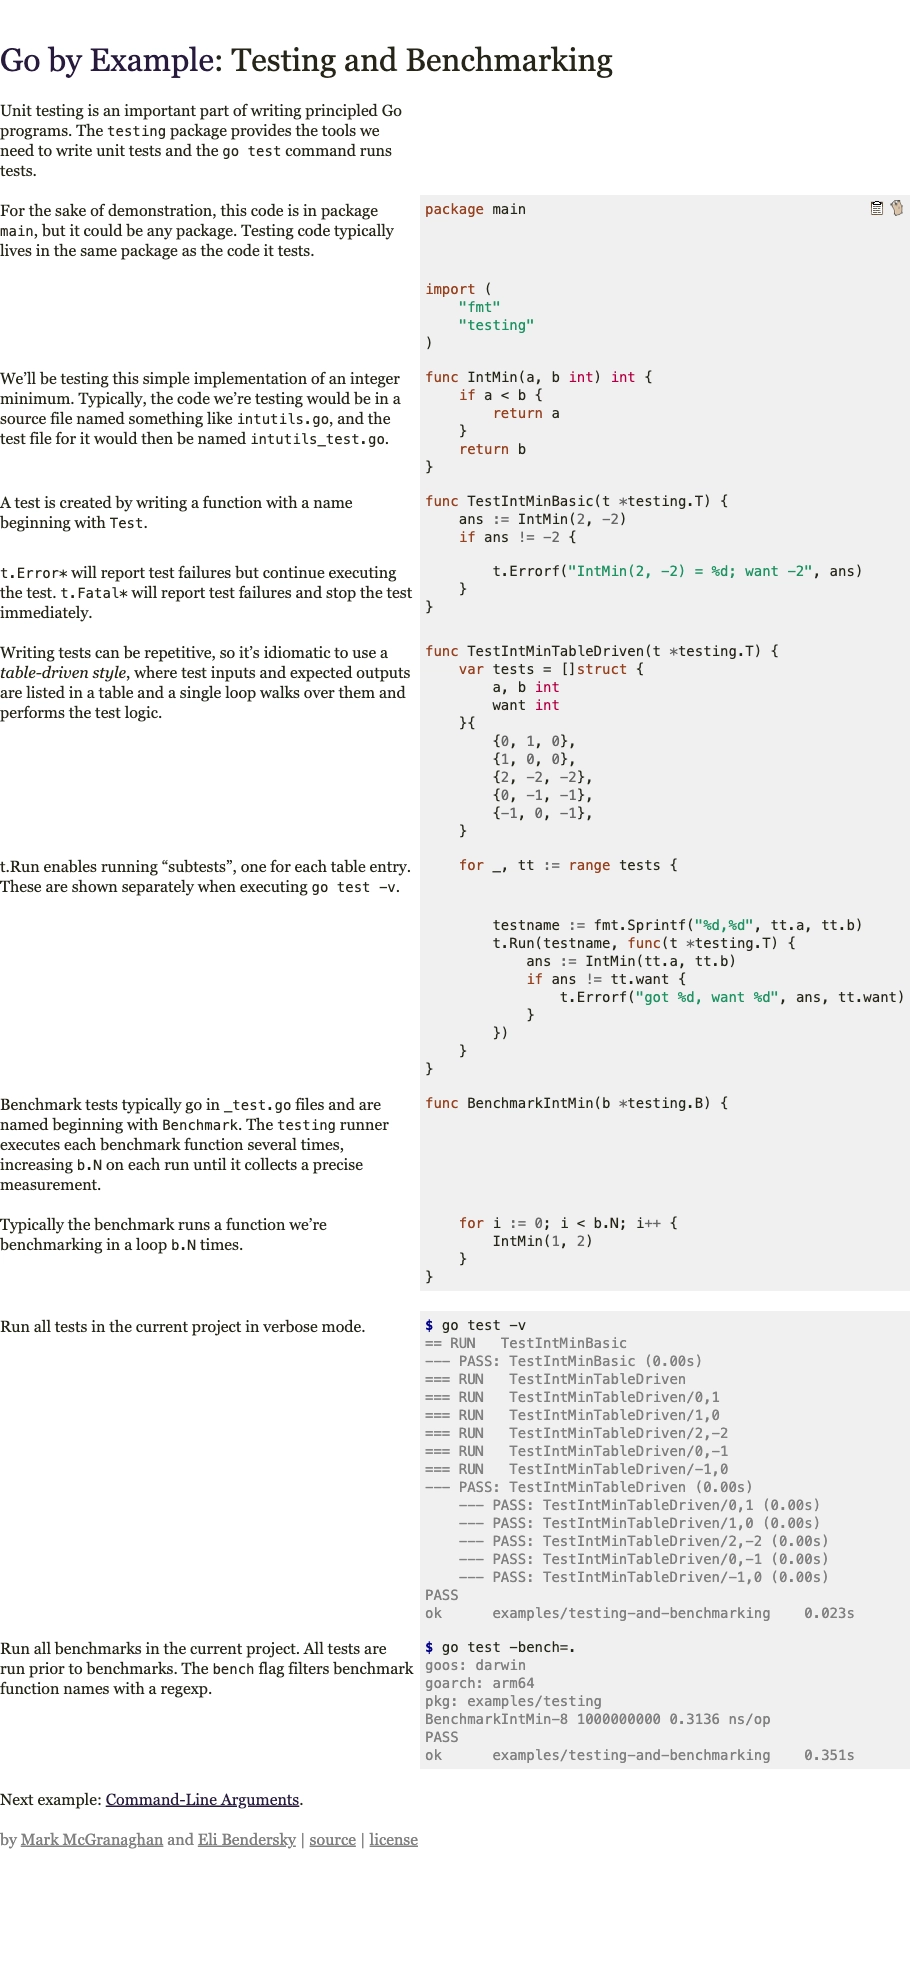 Go by Example: Testing and Benchmarking
Unit testing is an important part of writing principled Go
programs. The testing package provides the tools we
need to write unit tests and the go test command runs
tests.
For the sake of demonstration, this code is in package
main, but it could be any package. Testing code typically
lives in the same package as the code it tests.
package main
import (
    "fmt"
    "testing"
)
We’ll be testing this simple implementation of an integer
minimum. Typically, the code we’re testing would be in a
source file named something like intutils.go, and the
test file for it would then be named intutils_test.go.
func IntMin(a, b int) int {
    if a < b {
        return a
    }
    return b
}
A test is created by writing a function with a name
beginning with Test.
func TestIntMinBasic(t *testing.T) {
    ans := IntMin(2, -2)
    if ans != -2 {
t.Error* will report test failures but continue executing
the test. t.Fatal* will report test failures and stop the test
immediately.
        t.Errorf("IntMin(2, -2) = %d; want -2", ans)
    }
}
Writing tests can be repetitive, so it’s idiomatic to use a
table-driven style, where test inputs and expected outputs
are listed in a table and a single loop walks over them and
performs the test logic.
func TestIntMinTableDriven(t *testing.T) {
    var tests = []struct {
        a, b int
        want int
    }{
        {0, 1, 0},
        {1, 0, 0},
        {2, -2, -2},
        {0, -1, -1},
        {-1, 0, -1},
    }
t.Run enables running “subtests”, one for each table entry.
These are shown separately when executing go test -v.
    for _, tt := range tests {
        testname := fmt.Sprintf("%d,%d", tt.a, tt.b)
        t.Run(testname, func(t *testing.T) {
            ans := IntMin(tt.a, tt.b)
            if ans != tt.want {
                t.Errorf("got %d, want %d", ans, tt.want)
            }
        })
    }
}
Benchmark tests typically go in _test.go files and are
named beginning with Benchmark. The testing runner
executes each benchmark function several times,
increasing b.N on each run until it collects a precise
measurement.
func BenchmarkIntMin(b *testing.B) {
Typically the benchmark runs a function we’re
benchmarking in a loop b.N times.
    for i := 0; i < b.N; i++ {
        IntMin(1, 2)
    }
}
Run all tests in the current project in verbose mode.
$ go test -v
== RUN   TestIntMinBasic
--- PASS: TestIntMinBasic (0.00s)
=== RUN   TestIntMinTableDriven
=== RUN   TestIntMinTableDriven/0,1
=== RUN   TestIntMinTableDriven/1,0
=== RUN   TestIntMinTableDriven/2,-2
=== RUN   TestIntMinTableDriven/0,-1
=== RUN   TestIntMinTableDriven/-1,0
--- PASS: TestIntMinTableDriven (0.00s)
    --- PASS: TestIntMinTableDriven/0,1 (0.00s)
    --- PASS: TestIntMinTableDriven/1,0 (0.00s)
    --- PASS: TestIntMinTableDriven/2,-2 (0.00s)
    --- PASS: TestIntMinTableDriven/0,-1 (0.00s)
    --- PASS: TestIntMinTableDriven/-1,0 (0.00s)
PASS
ok      examples/testing-and-benchmarking    0.023s
Run all benchmarks in the current project. All tests are
run prior to benchmarks. The bench flag filters benchmark
function names with a regexp.
$ go test -bench=.
goos: darwin
goarch: arm64
pkg: examples/testing
BenchmarkIntMin-8 1000000000 0.3136 ns/op
PASS
ok      examples/testing-and-benchmarking    0.351s
Next example: Command-Line Arguments.
by Mark McGranaghan and Eli Bendersky | source | license